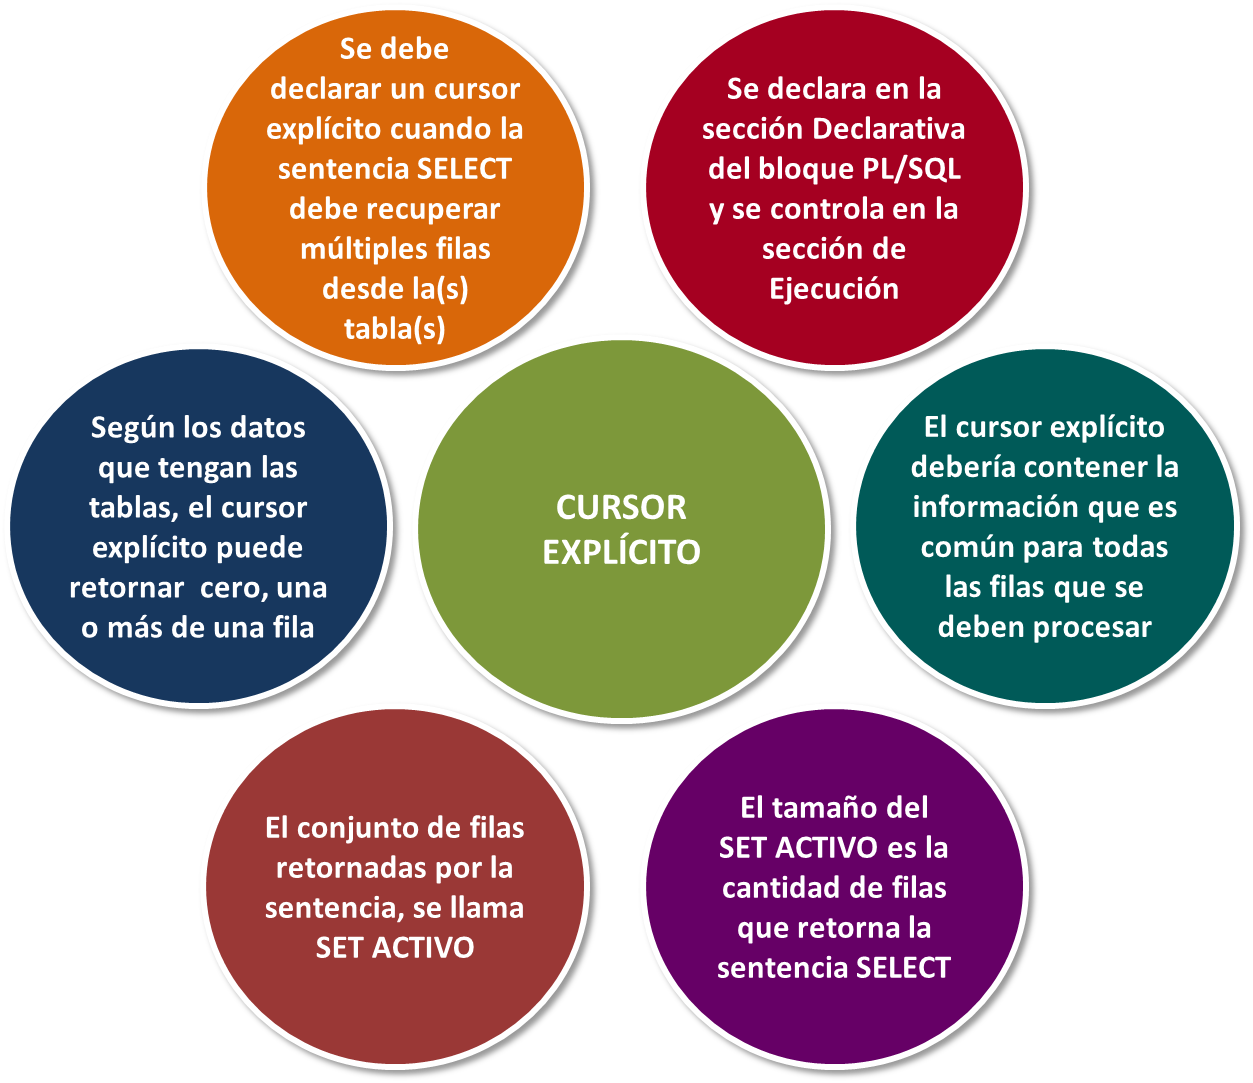 Se debe
declarar un cursor
explícito cuando la
sentencia SELECT
debe recuperar
múltiples filas
desde la(s)
tabla(s)
Se declara en la
sección Declarativa
del bloque PL/SQL
y se controla en la
sección de
Ejecución
Según los datos
que tengan las
tablas, el cursor
explícito puede
retornar cero, una
o más de una fila
CURSOR
EXPLÍCITO
El cursor explícito
debería contener la
información que es
común para todas
las filas que se
deben procesar
El conjunto de filas
retornadas por la
sentencia, se llama
SET ACTIVO
El tamaño del
SET ACTIVO es la
cantidad de filas
que retorna la
sentencia SELECT